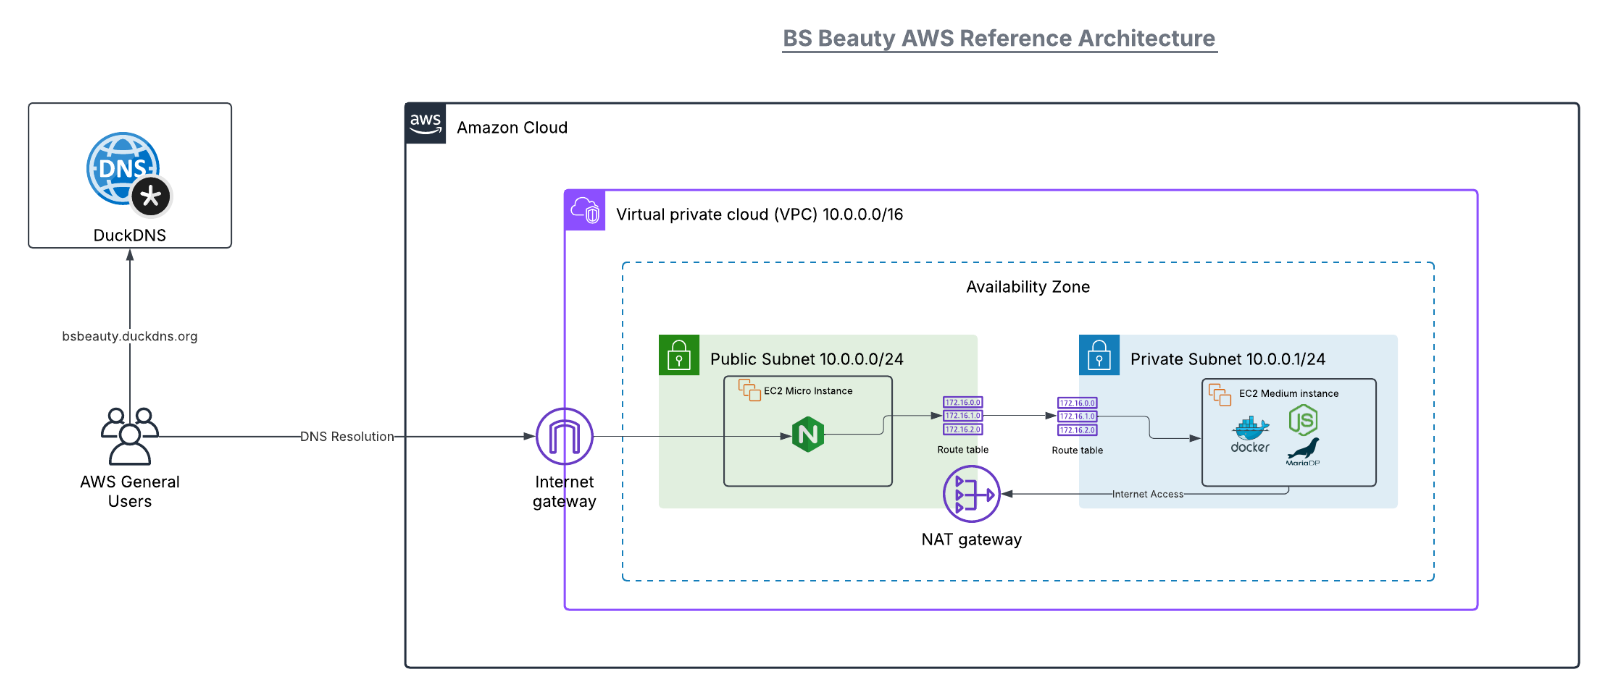 BS Beauty AWS Reference Architecture
aws
Amazon Cloud
DNS
DuckDNS
Virtual private cloud (VPC) 10.0.0.0/16
Availability Zone
bsbeauty.duckdns.org
Public Subnet 10.0.0.0/24
Private Subnet 10.0.0.1/24
EC2 Micro Instance
EC2 Medium instance
172.16.0.0
172.16.1.0
172.16.2.0
Route table
172.16.0.0
172.16.1.0
172.16.2.0
Route table
N
docker
JS
MariaDP
DNS Resolution
AWS General
Users
Internet
gateway
Internet Access
NAT gateway